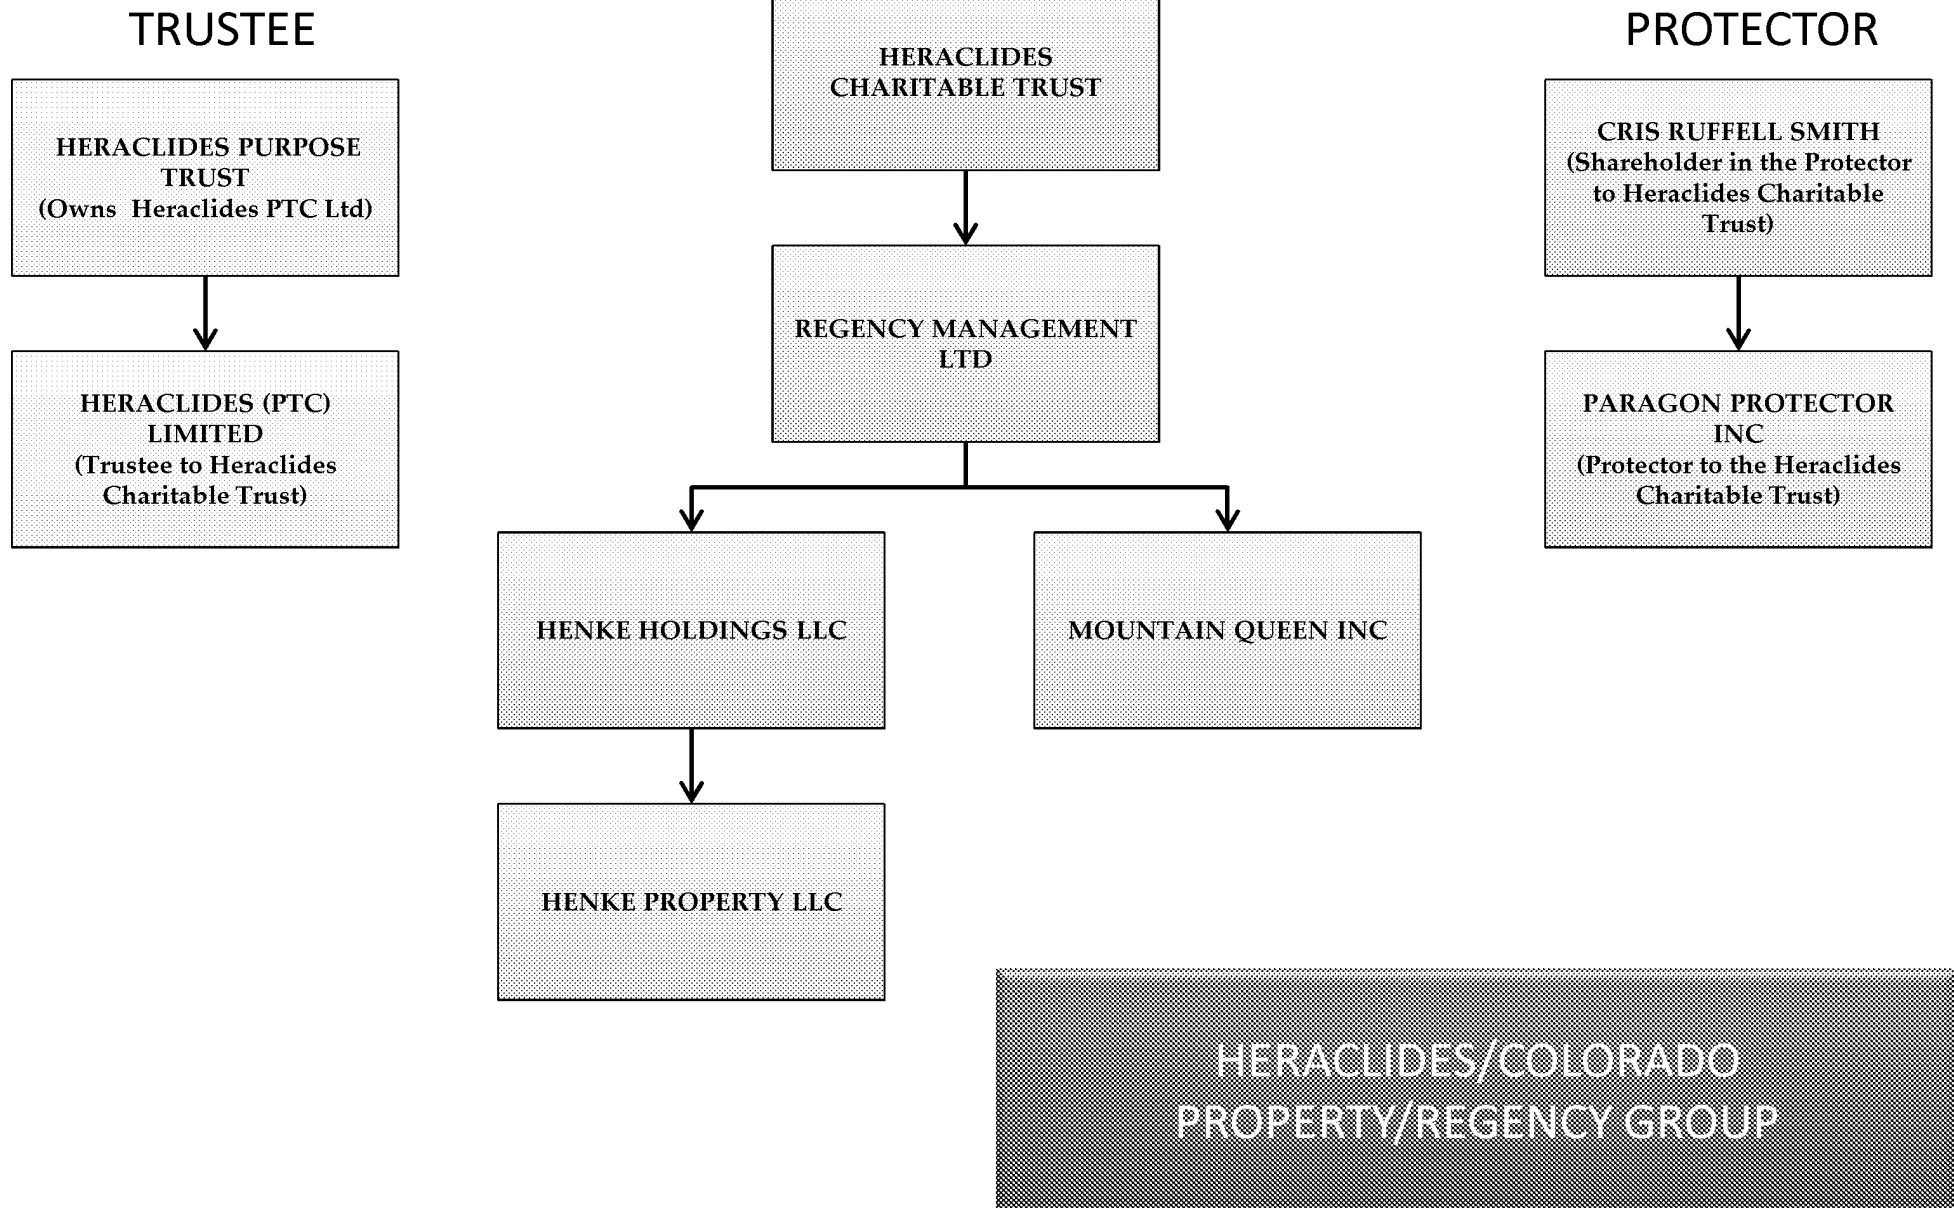 TRUSTEE
HERACLIDES PURPOSE
TRUST
(Owns Heraclides PTC Ltd)
HERACLIDES (PTC)
LIMITED
(Trustee to Heraclides
Charitable Trust)
HERACLIDES
CHARITABLE TRUST
REGENCY MANAGEMENT
LTD
HENKE HOLDINGS LLC
MOUNTAIN QUEEN INC
HENKE PROPERTY LLC
PROTECTOR
CRIS RUFFELL SMITH
(Shareholder in the Protector
to Heraclides Charitable
Trust)
PARAGON PROTECTOR
INC
(Protector to the Heraclides
Charitable Trust)
HERACLIDES/COLORADO
PROPERTY/REGENCY GROUP